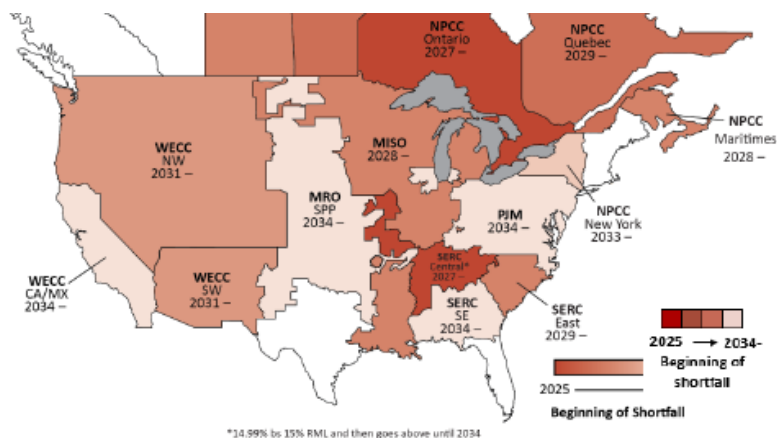 NPCC
Ontario
2027 –
NPCC
Quebec
2029 –
NPCC
Maritimes
2028 –
WECC
NW
2031 –
MISO
2028 –
MRO
SPP
2034 –
PJM
2034 –
NPCC
New York
2033 –
WECC
CA/MX
2034 –
WECC
SW
2031 –
SERC
Central*
2027 –
SERC
SE
2034 –
SERC
East
2029 –
2025 → 2034-
Beginning of
shortfall
2025
Beginning of Shortfall
*14.99% bs 15% RML and then goes above until 2034